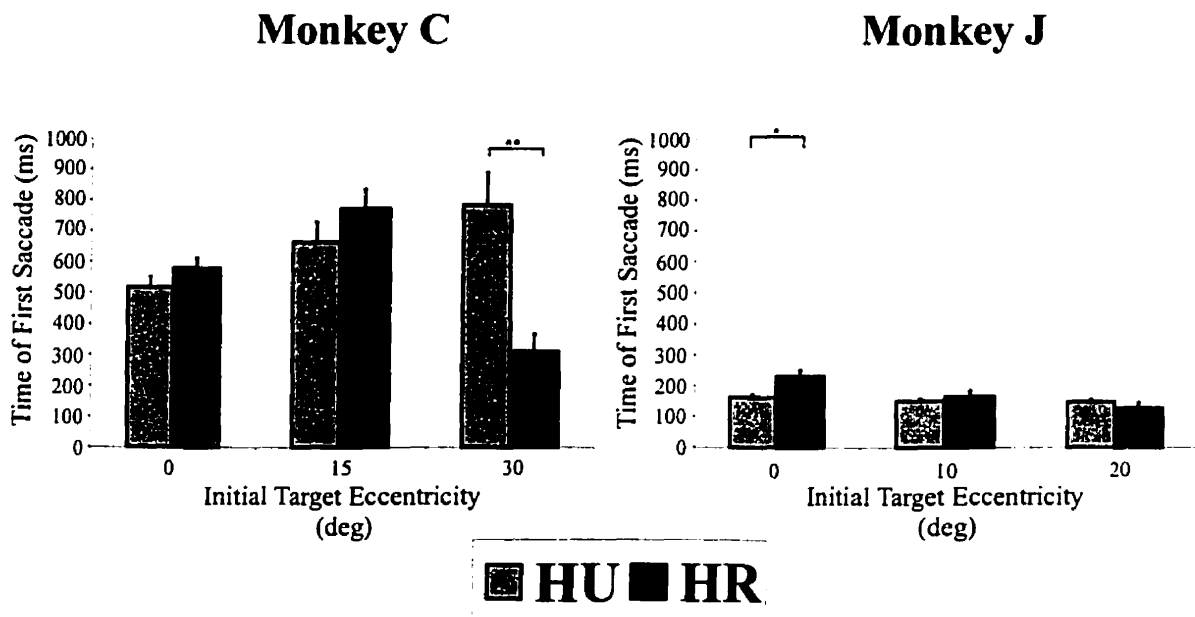 Monkey C
Time of First Saccade (ms)
1000
900
800
700
600
500
400
300
200
100
0
**
0 15 30
Initial Target Eccentricity
(deg)
Monkey J
Time of First Saccade (ms)
1000
900
800
700
600
500
400
300
200
100
0
*
0 10 20
Initial Target Eccentricity
(deg)
HU HR